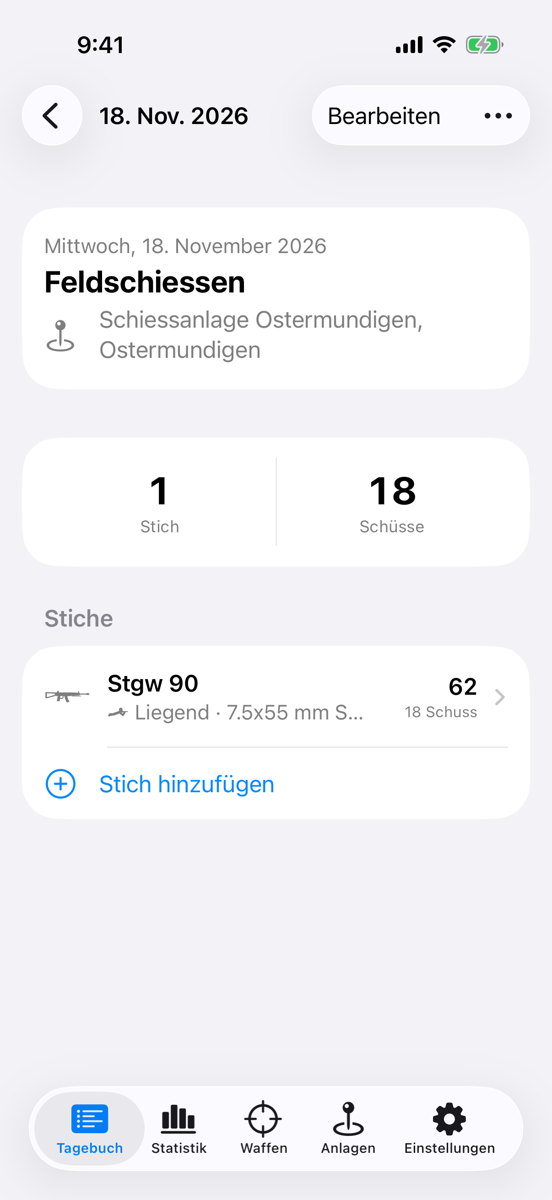 9:41
18. Nov. 2026
Bearbeiten
Mittwoch, 18. November 2026
Feldschiessen
Schiessanlage Ostermundigen,
Ostermundigen
1
Stich
18
Schüsse
Stiche
Stgw 90
Liegend · 7.5x55 mm S...
62
18 Schuss
Stich hinzufügen
Tagebuch
Statistik
Waffen
Anlagen
Einstellungen